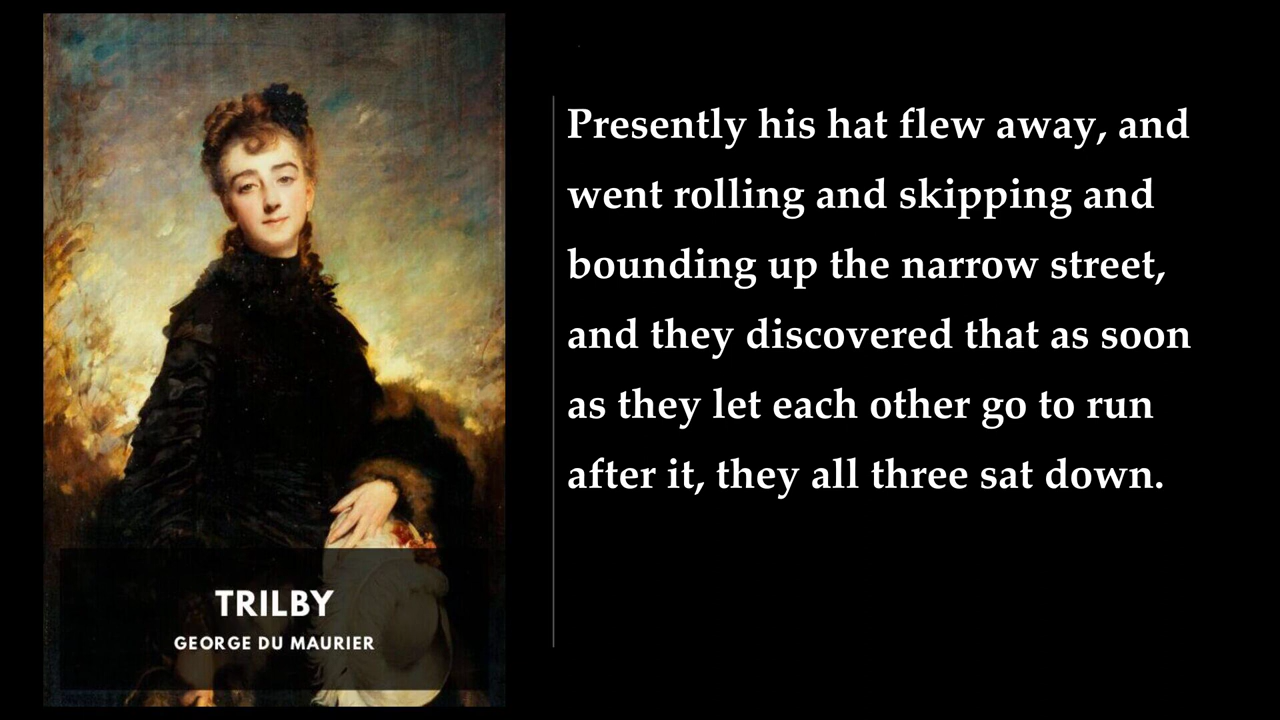 TRILBY
GEORGE DU MAURIER
Presently his hat flew away, and
went rolling and skipping and
bounding up the narrow street,
and they discovered that as soon
as they let each other go to run
after it, they all three sat down.